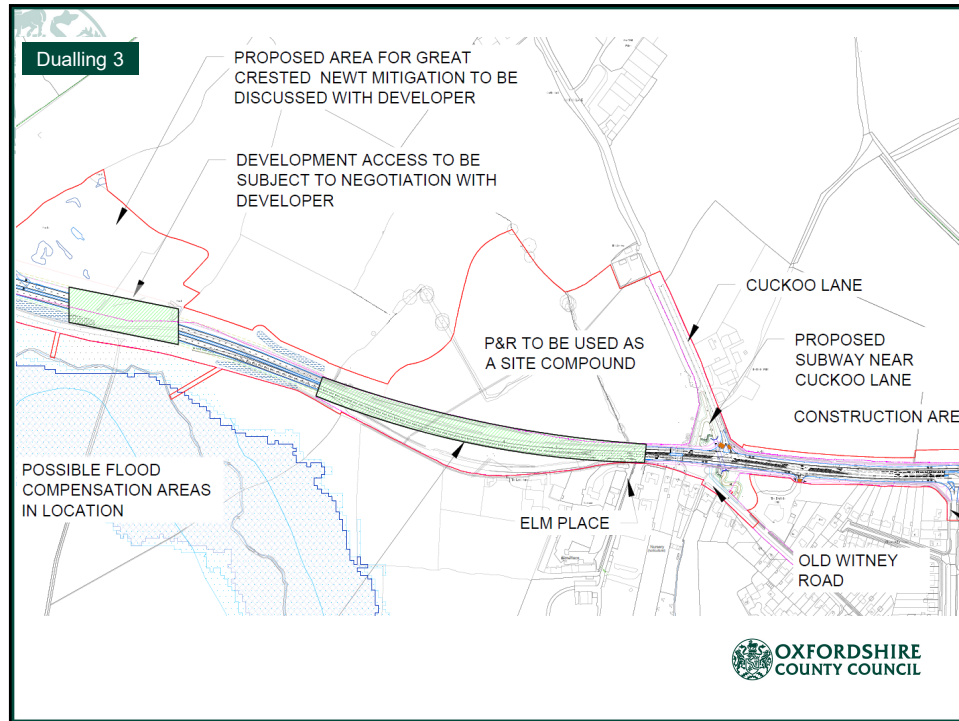 Dualling 3
PROPOSED AREA FOR GREAT
CRESTED NEWT MITIGATION TO BE
DISCUSSED WITH DEVELOPER
DEVELOPMENT ACCESS TO BE
SUBJECT TO NEGOTIATION WITH
DEVELOPER
CUCKOO LANE
P&R TO BE USED AS
A SITE COMPOUND
PROPOSED
SUBWAY NEAR
CUCKOO LANE
CONSTRUCTION ARE
POSSIBLE FLOOD
COMPENSATION AREAS
IN LOCATION
ELM PLACE
OLD WITNEY
ROAD
OXFORDSHIRE
COUNTY COUNCIL